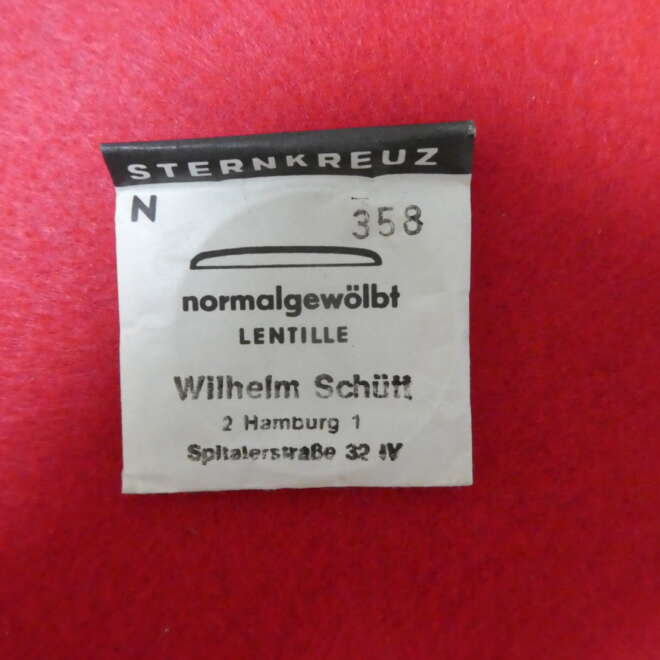 STERNKREUZ
N 358
normalgewölbt
LENTILLE
Wilhelm Schütt
2 Hamburg 1
Spitalerstraße 32 IV